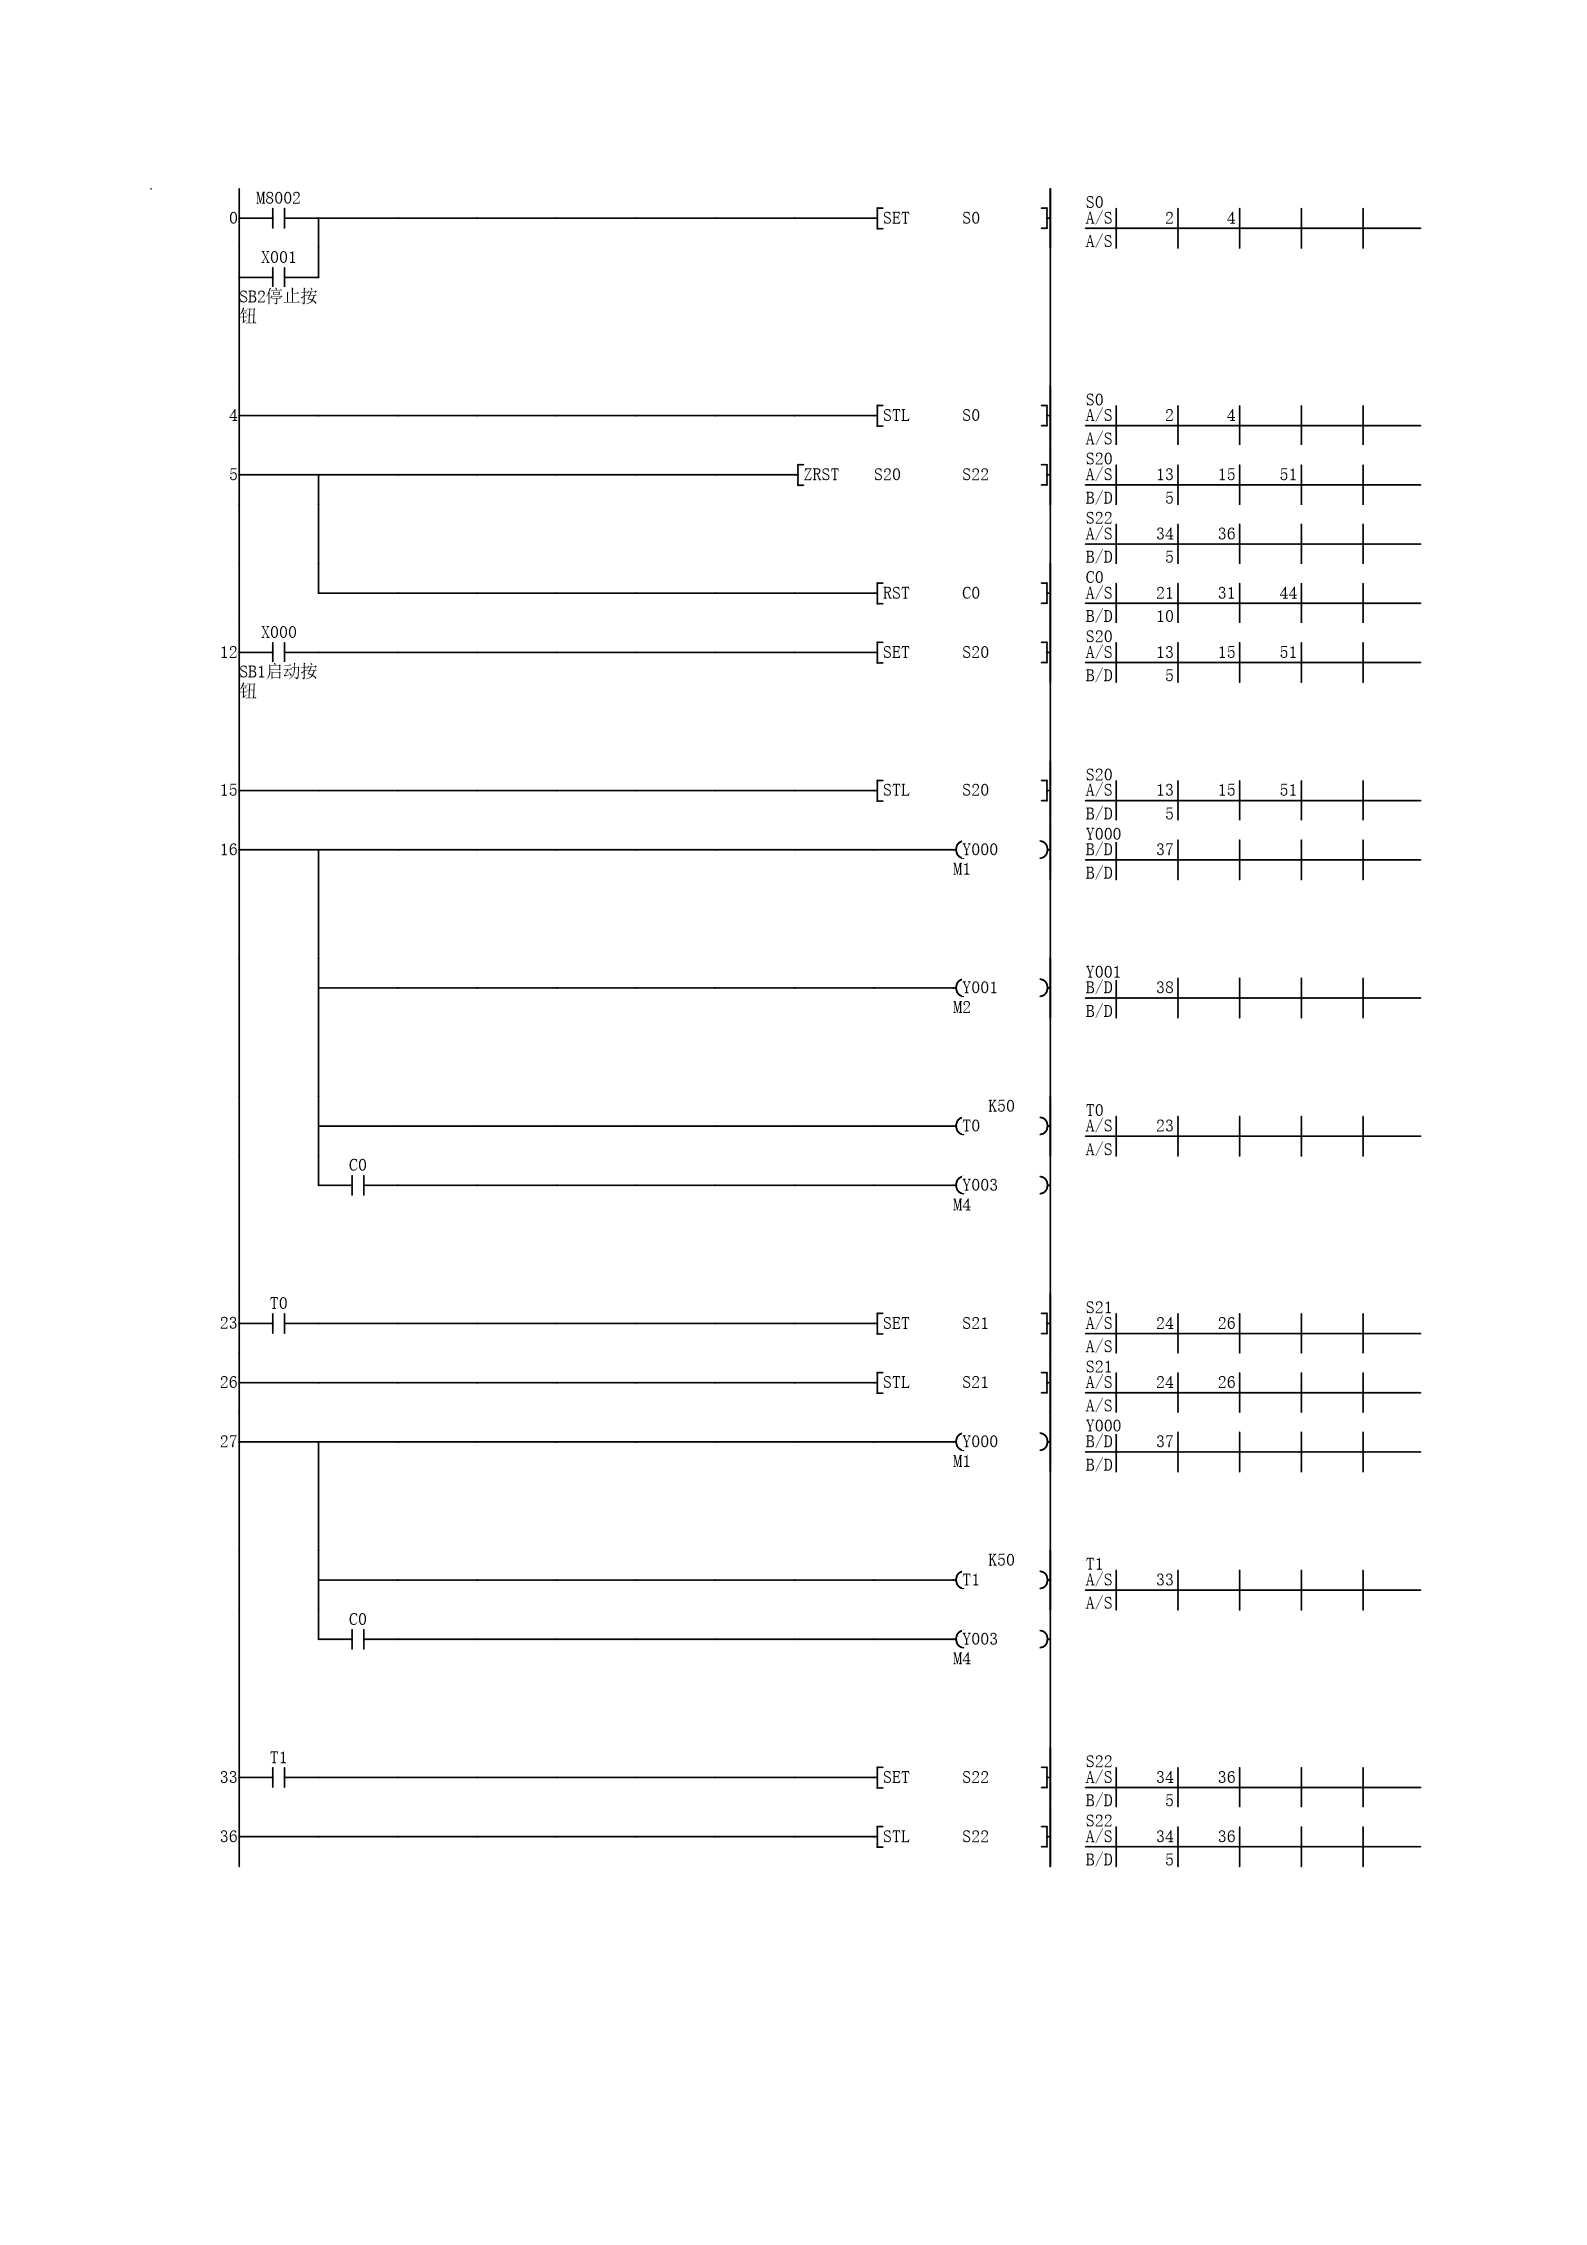 M8002
0 SET S0
S0
A/S 2 4
A/S
X001
SB2停止按
钮
4 STL S0
S0
A/S 2 4
A/S
5 ZRST S20 S22
S20
A/S 13 15 51
B/D 5
S22
A/S 34 36
B/D 5
RST C0
C0
A/S 21 31 44
B/D 10
X000
12 SET S20
SB1启动按
钮
S20
A/S 13 15 51
B/D 5
15 STL S20
S20
A/S 13 15 51
B/D 5
16 Y000
M1
Y000
B/D 37
B/D
Y001
M2
Y001
B/D 38
B/D
K50
T0
T0
A/S 23
A/S
C0
Y003
M4
T0
23 SET S21
S21
A/S 24 26
A/S
26 STL S21
S21
A/S 24 26
A/S
27 Y000
M1
Y000
B/D 37
B/D
K50
T1
T1
A/S 33
A/S
C0
Y003
M4
T1
33 SET S22
S22
A/S 34 36
B/D 5
36 STL S22
S22
A/S 34 36
B/D 5